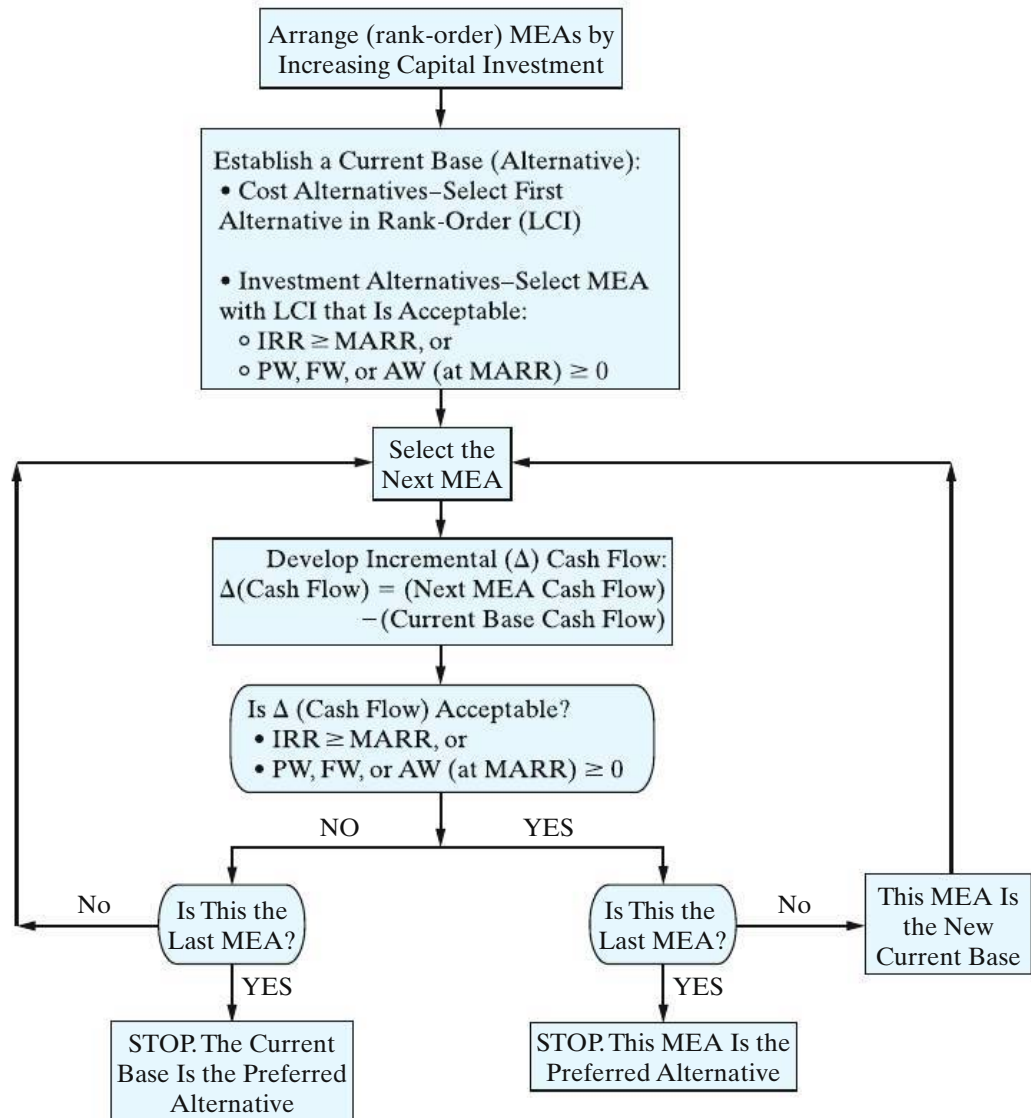 Arrange (rank-order) MEAs by
Increasing Capital Investment
Establish a Current Base (Alternative):
• Cost Alternatives–Select First
Alternative in Rank-Order (LCI)
• Investment Alternatives–Select MEA
with LCI that Is Acceptable:
∘ IRR ≥ MARR, or
∘ PW, FW, or AW (at MARR) ≥ 0
Select the
Next MEA
Develop Incremental (Δ) Cash Flow:
Δ(Cash Flow) = (Next MEA Cash Flow)
−(Current Base Cash Flow)
Is Δ (Cash Flow) Acceptable?
• IRR ≥ MARR, or
• PW, FW, or AW (at MARR) ≥ 0
NO
YES
No
Is This the
Last MEA?
YES
STOP. The Current
Base Is the Preferred
Alternative
Is This the
Last MEA?
No
This MEA Is
the New
Current Base
YES
STOP. This MEA Is the
Preferred Alternative